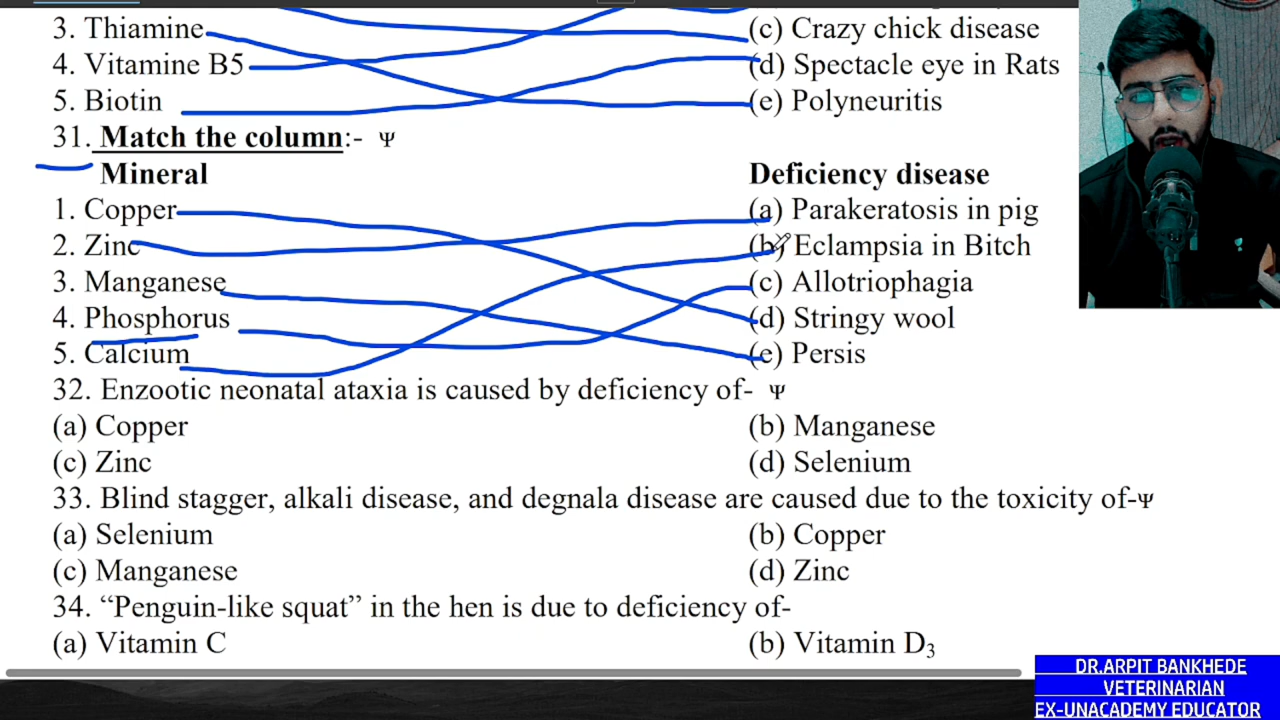 3. Thiamine (c) Crazy chick disease
4. Vitamine B5 (d) Spectacle eye in Rats
5. Biotin (e) Polyneuritis
31. Match the column:- Ψ
Mineral Deficiency disease
1. Copper (a) Parakeratosis in pig
2. Zinc (b) Eclampsia in Bitch
3. Manganese (c) Allotriophagia
4. Phosphorus (d) Stringy wool
5. Calcium (e) Persis
32. Enzootic neonatal ataxia is caused by deficiency of- Ψ
(a) Copper (b) Manganese
(c) Zinc (d) Selenium
33. Blind stagger, alkali disease, and degnala disease are caused due to the toxicity of-Ψ
(a) Selenium (b) Copper
(c) Manganese (d) Zinc
34. “Penguin-like squat” in the hen is due to deficiency of-
(a) Vitamin C (b) Vitamin D₃
DR.ARPIT BANKHEDE
VETERINARIAN
EX-UNACADEMY EDUCATOR